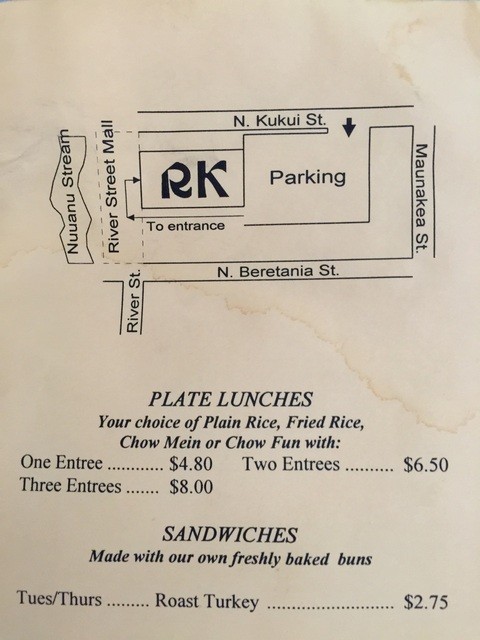 N. Kukui St.
Nuuanu Stream
River Street Mall
RK
Parking
Maunakea St.
To entrance
N. Beretania St.
River St.
PLATE LUNCHES
Your choice of Plain Rice, Fried Rice,
Chow Mein or Chow Fun with:
One Entree ............ $4.80 Two Entrees .......... $6.50
Three Entrees ....... $8.00
SANDWICHES
Made with our own freshly baked buns
Tues/Thurs ......... Roast Turkey ........................... $2.75